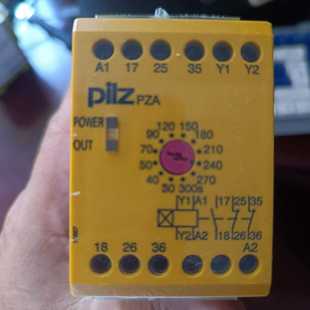 A1 17 25 35 Y1 Y2
pilz PZA
POWER
OUT
120 150
90 180
70 210
50 240
40 270
30 300s
Y1 A1 17 25 35
Y2 A2 18 26 36
18 26 36 A2